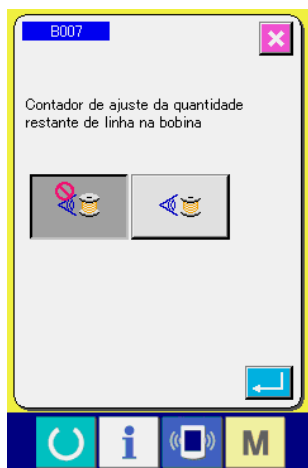 B007
Contador de ajuste da quantidade
restante de linha na bobina
i
M